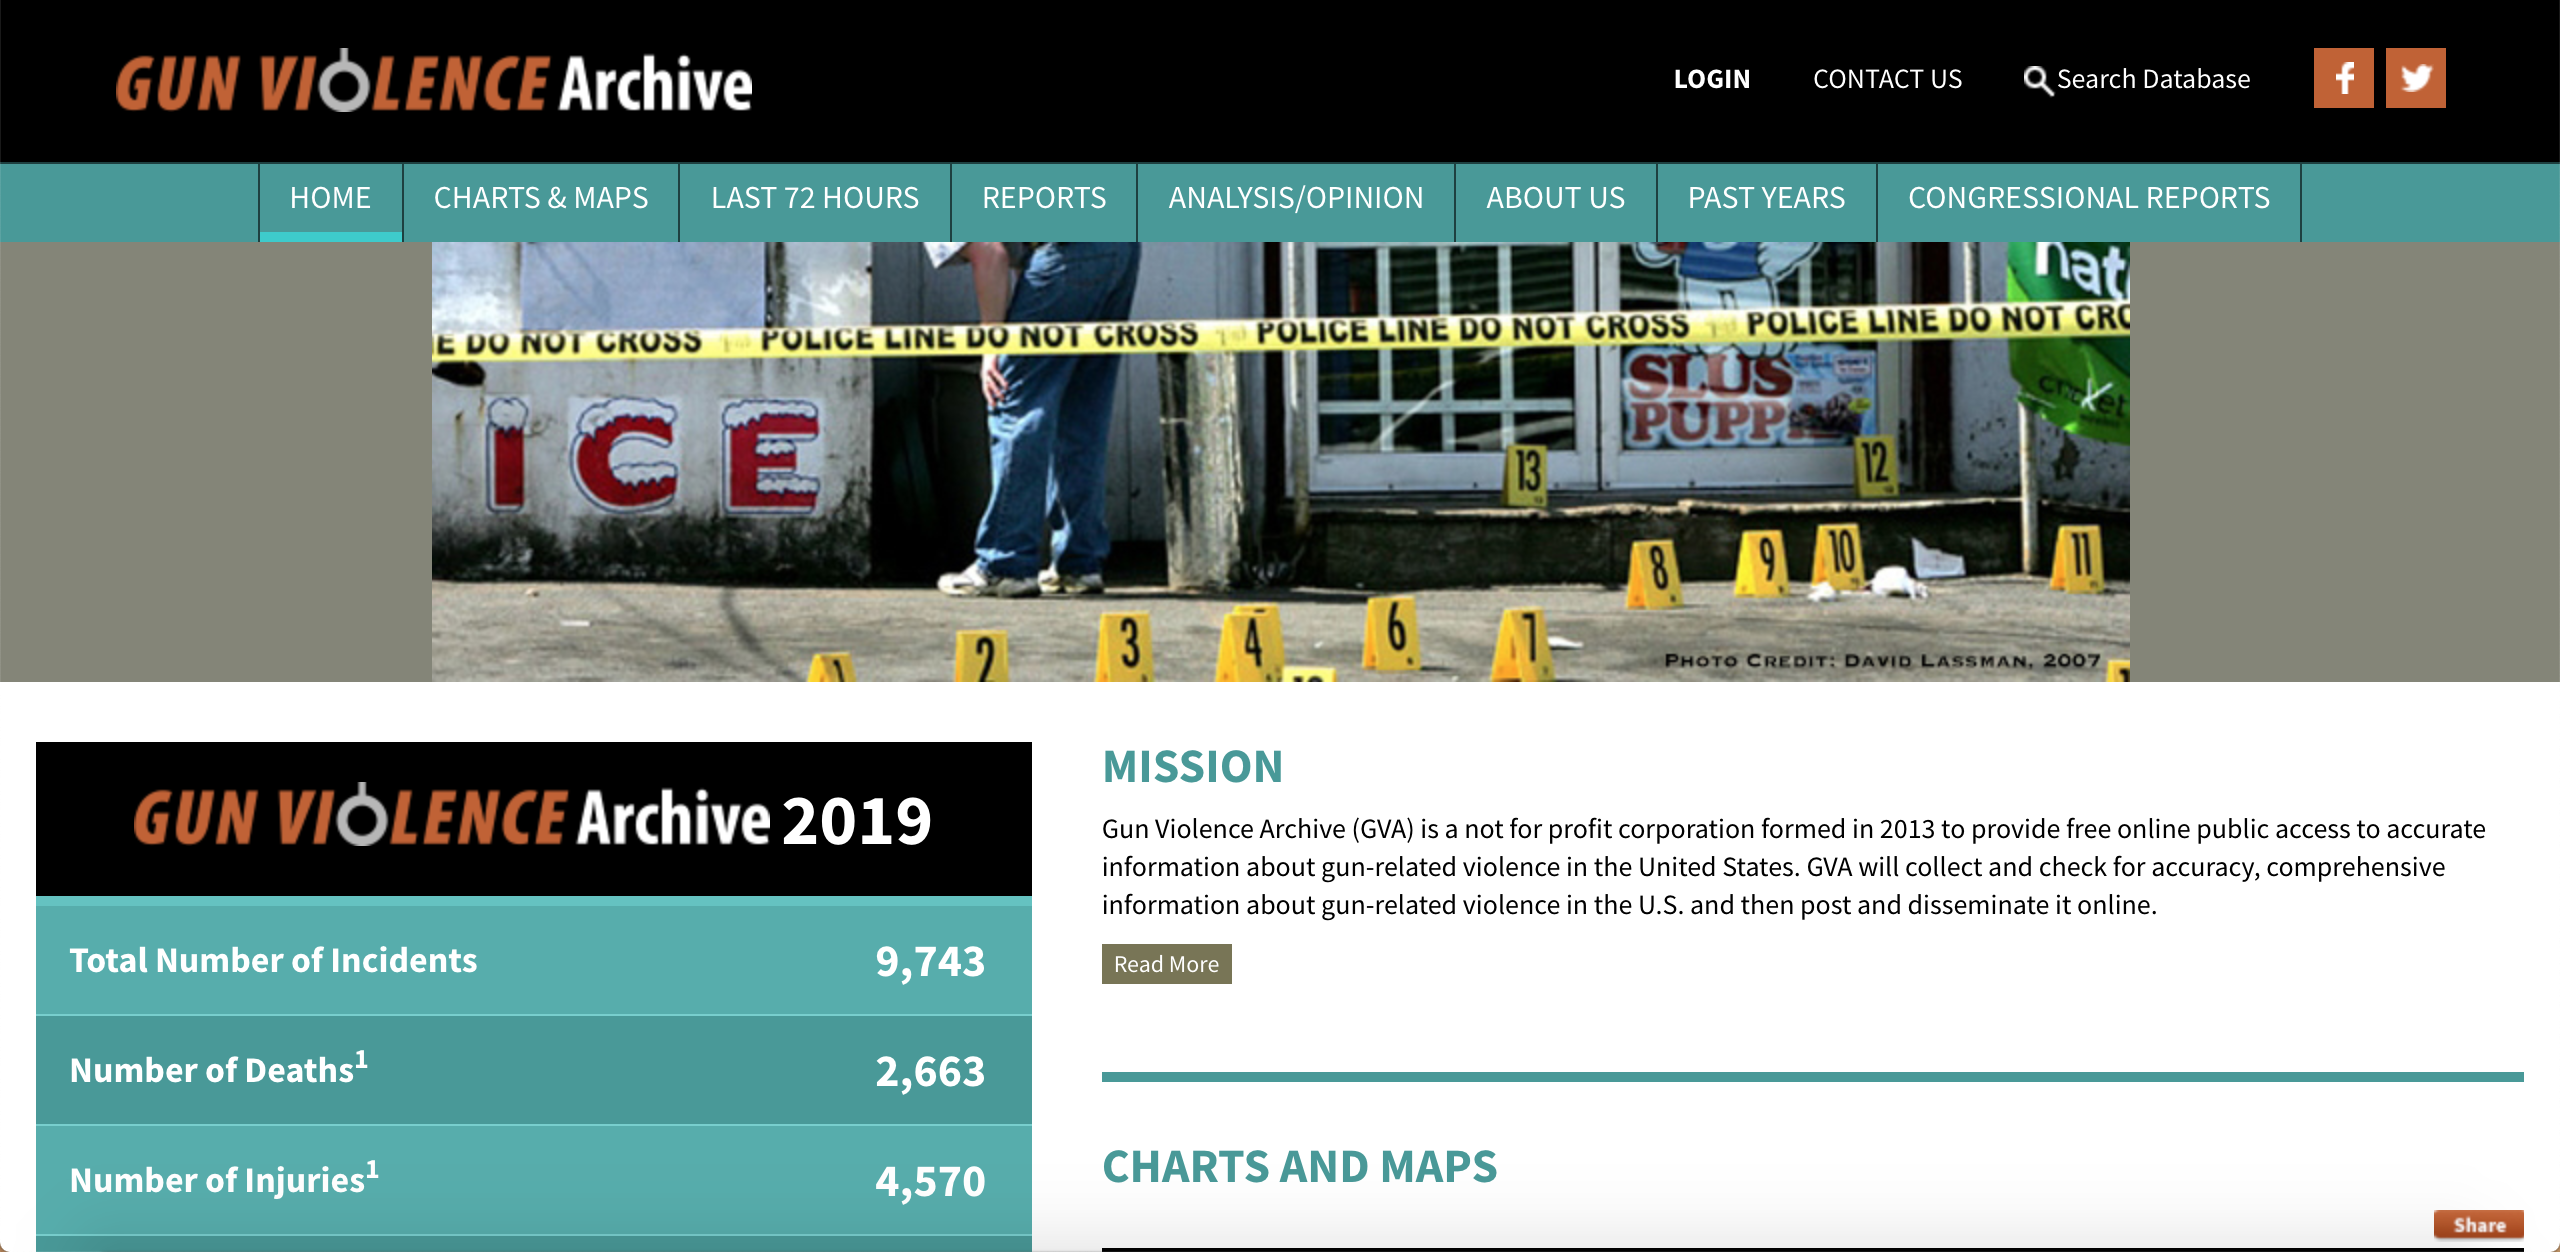 GUN VIOLENCE Archive
LOGIN CONTACT US Search Database
HOME CHARTS & MAPS LAST 72 HOURS REPORTS ANALYSIS/OPINION ABOUT US PAST YEARS CONGRESSIONAL REPORTS
nat
E DO NOT CROSS POLICE LINE DO NOT CROSS POLICE LINE DO NOT CROSS POLICE LINE DO NOT CRO
SLUS
PUPP
cricket
ICE
13
12
8 9 10 11
1 2 3 4 6 7
PHOTO CREDIT: DAVID LASSMAN, 2007
GUN VIOLENCE Archive 2019
Total Number of Incidents 9,743
Number of Deaths1 2,663
Number of Injuries1 4,570
MISSION
Gun Violence Archive (GVA) is a not for profit corporation formed in 2013 to provide free online public access to accurate
information about gun-related violence in the United States. GVA will collect and check for accuracy, comprehensive
information about gun-related violence in the U.S. and then post and disseminate it online.
Read More
CHARTS AND MAPS
Share